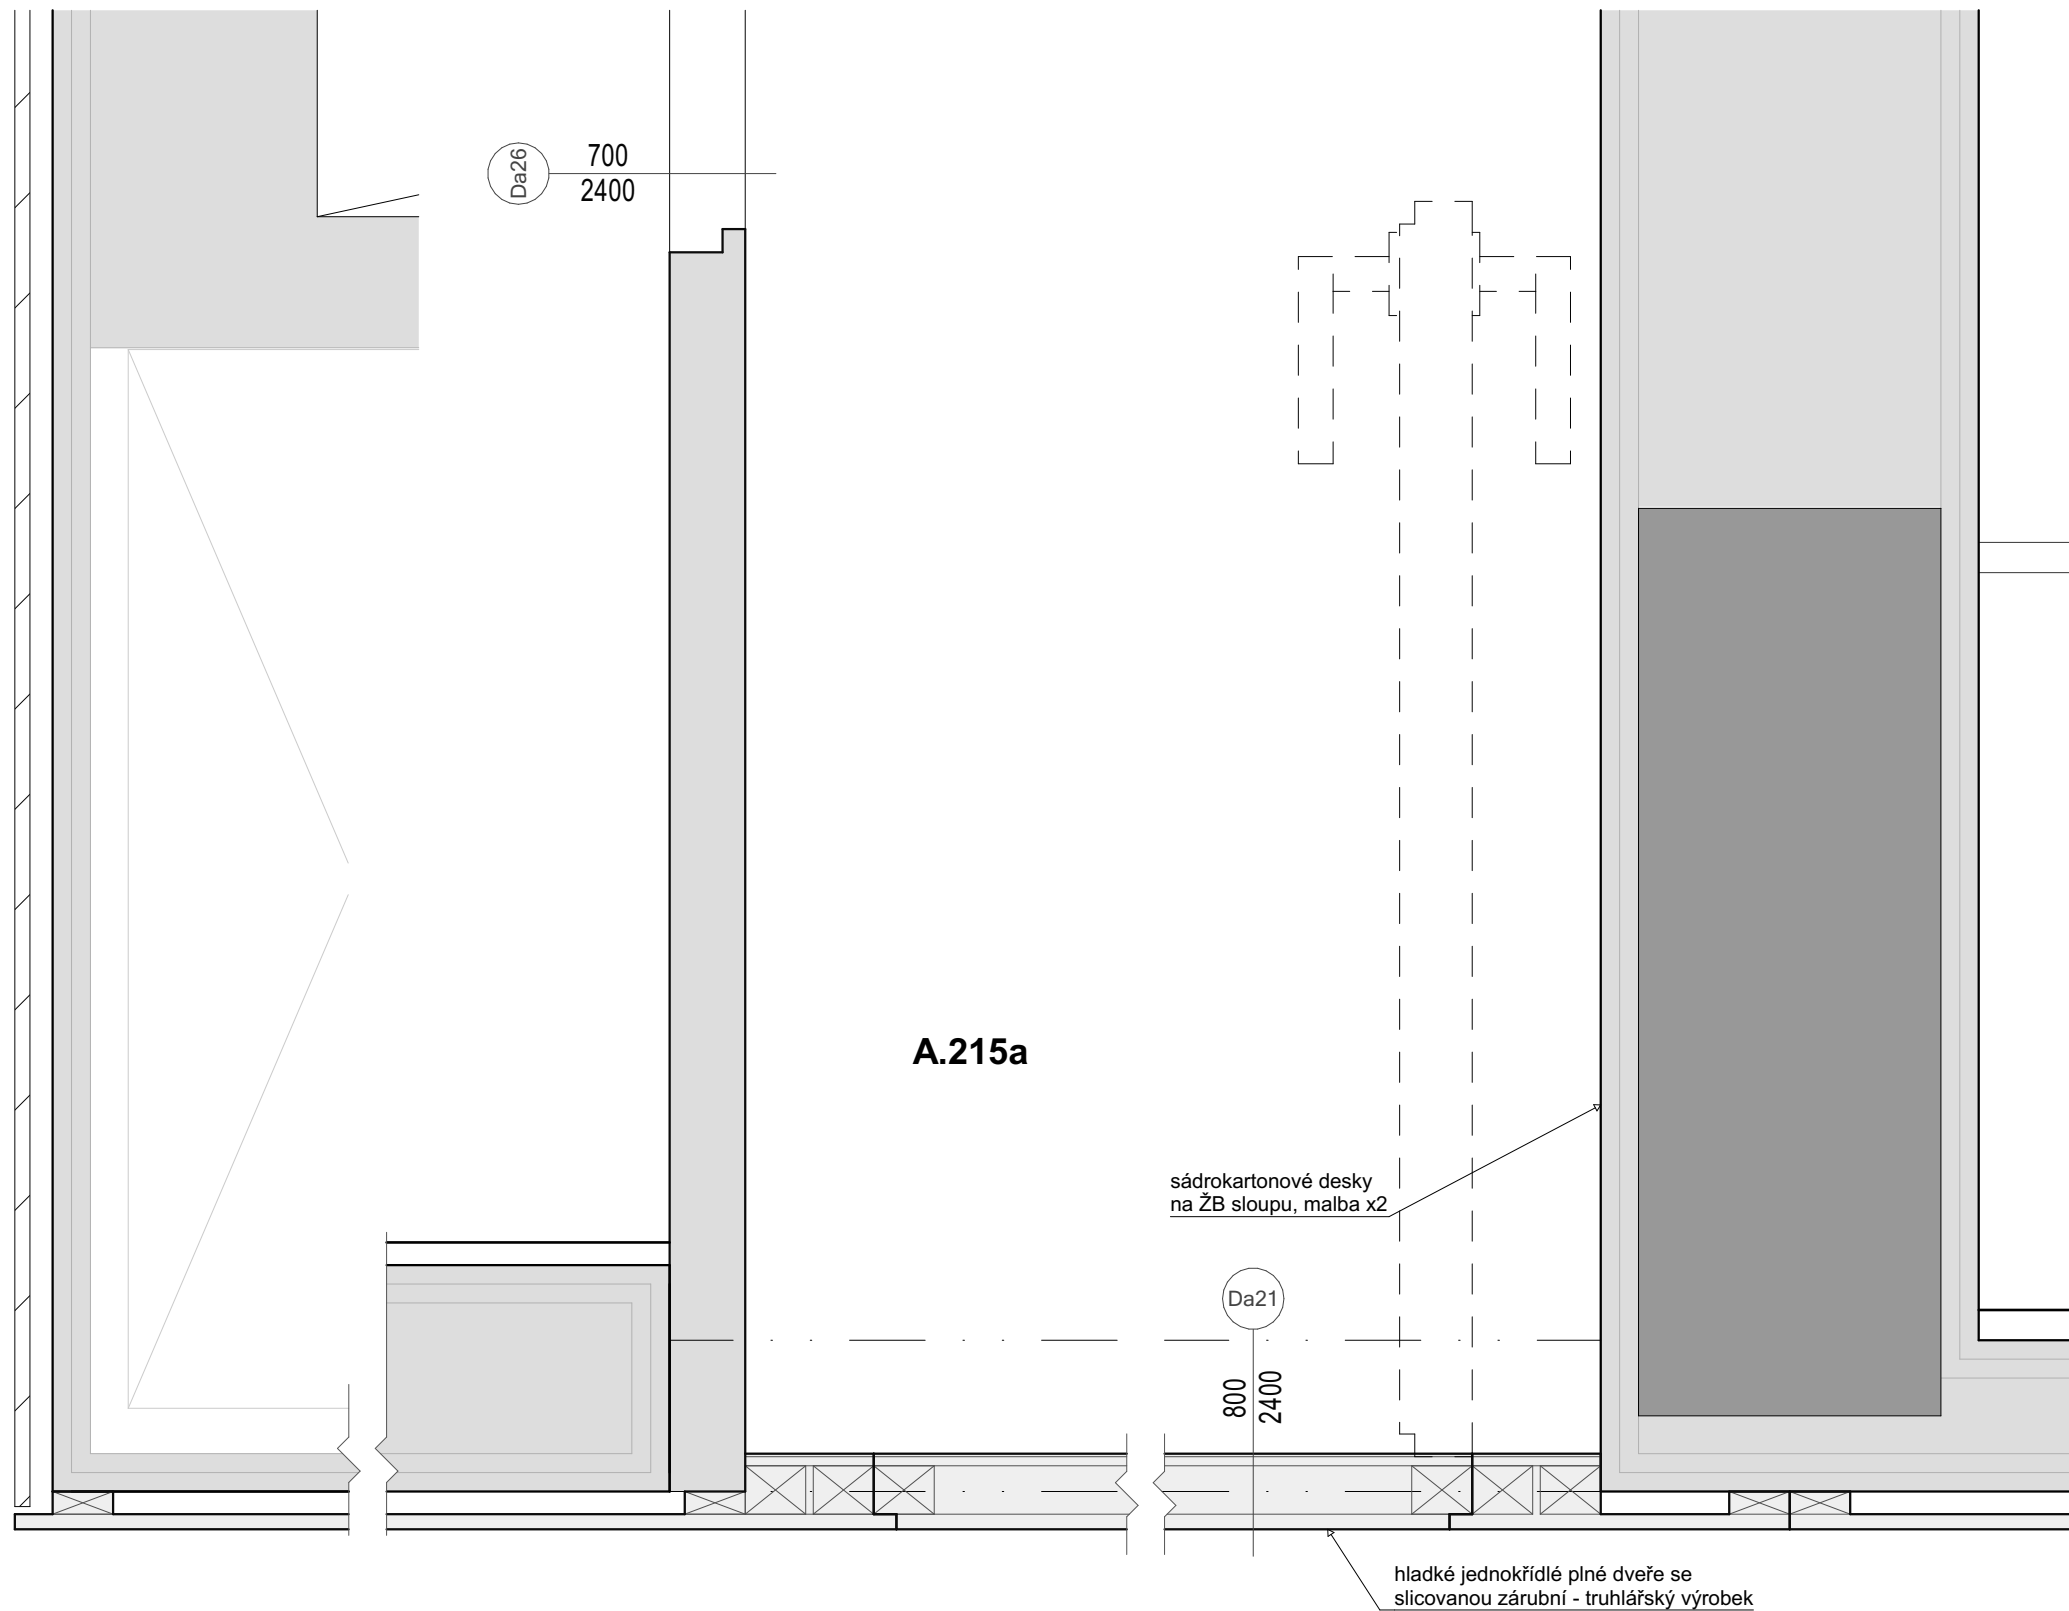 Da26
700
2400
A.215a
sádrokartonové desky
na ŽB sloupu, malba x2
Da21
800
2400
hladké jednokřídlé plné dveře se
slicovanou zárubní - truhlářský výrobek